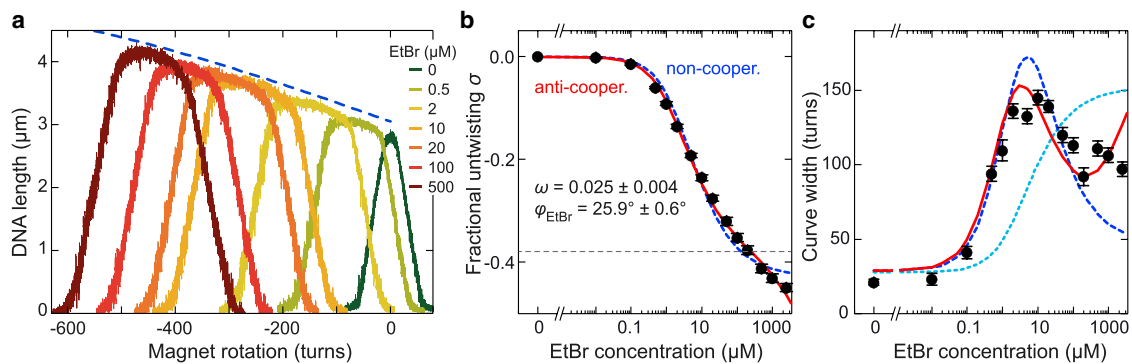 a
DNA length (μm)
4
3
2
1
0
-600
-400
-200
0
Magnet rotation (turns)
EtBr (μM)
0
0.5
2
10
20
100
500
b
Fractional untwisting σ
0.0
-0.2
-0.4
anti-cooper.
non-cooper.
ω = 0.025 ± 0.004
φEtBr = 25.9° ± 0.6°
0
0.1
10
1000
EtBr concentration (μM)
c
Curve width (turns)
150
100
50
0
0
0.1
10
1000
EtBr concentration (μM)